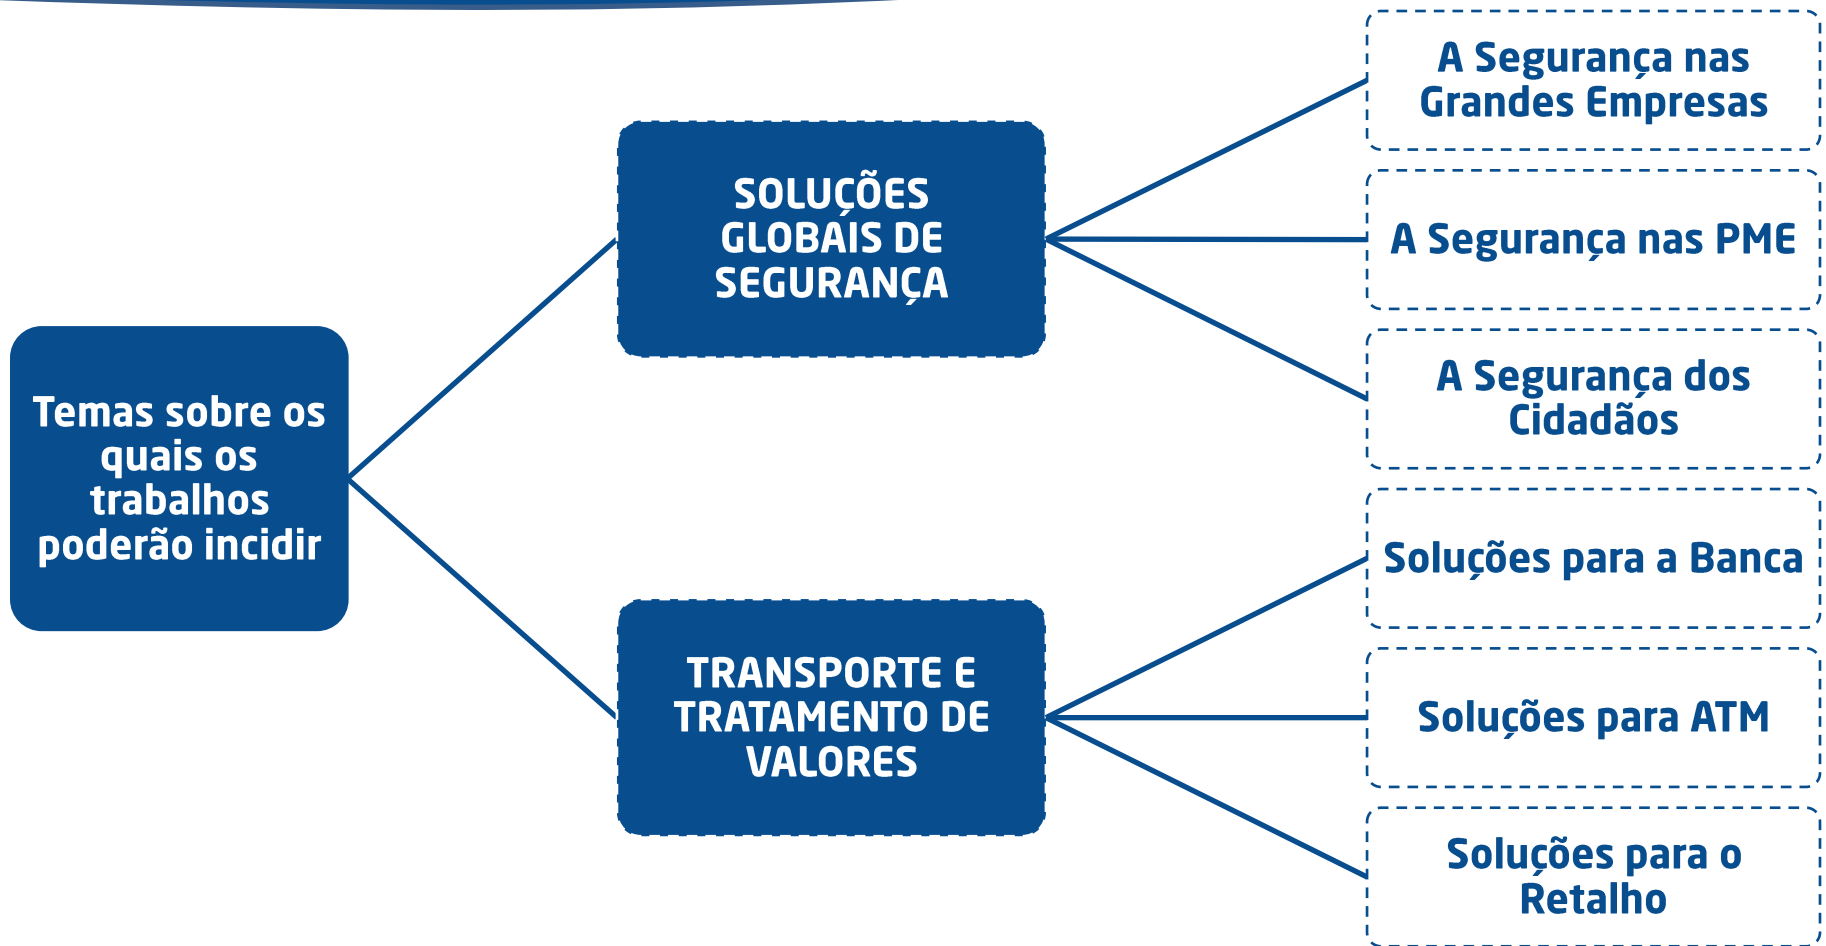 Temas sobre os
quais os
trabalhos
poderão incidir
SOLUÇÕES
GLOBAIS DE
SEGURANÇA
A Segurança nas
Grandes Empresas
A Segurança nas PME
A Segurança dos
Cidadãos
TRANSPORTE E
TRATAMENTO DE
VALORES
Soluções para a Banca
Soluções para ATM
Soluções para o
Retalho